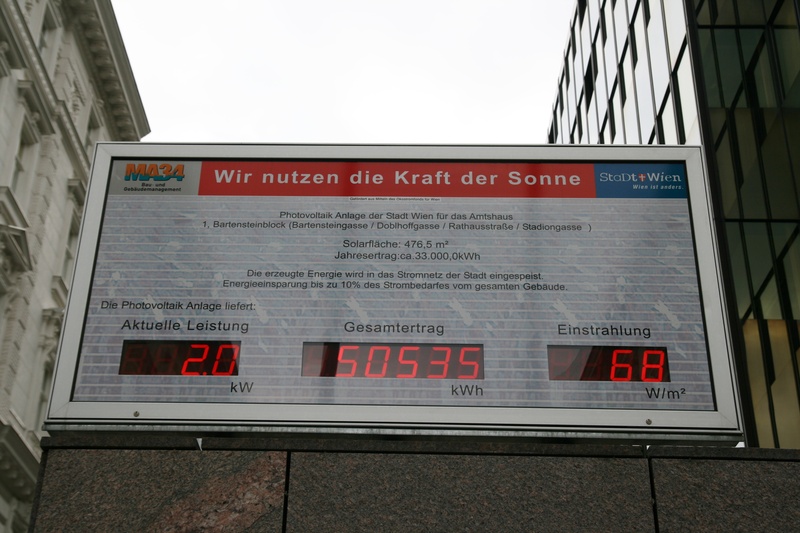 MA34
Bau- und
Gebäudemanagement
Wir nutzen die Kraft der Sonne
StaDt Wien
Wien ist anders.
Photovoltaik Anlage der Stadt Wien für das Amtshaus
1, Bartensteinblock (Bartensteingasse / Doblhoffgasse / Rathausstraße / Stadiongasse )
Solarfläche: 476,5 m²
Jahresertrag:ca.33.000,0kWh
Die erzeugte Energie wird in das Stromnetz der Stadt eingespeist.
Energieeinsparung bis zu 10% des Strombedarfes vom gesamten Gebäude.
Die Photovoltaik Anlage liefert:
Aktuelle Leistung Gesamtertrag Einstrahlung
2.0 50535 68
kW kWh W/m²